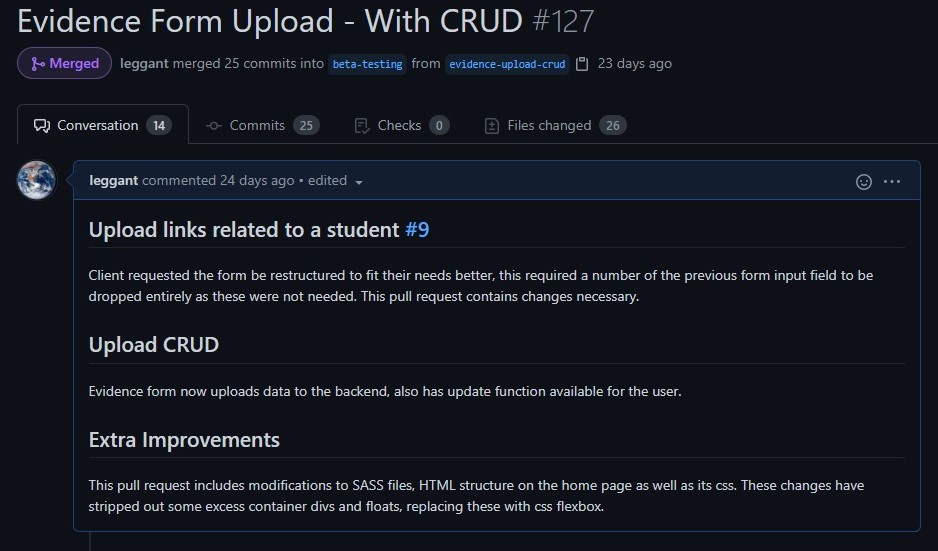 Evidence Form Upload - With CRUD #127
Merged leggant merged 25 commits into beta-testing from evidence-upload-crud 23 days ago
Conversation 14 Commits 25 Checks 0 Files changed 26
leggant commented 24 days ago • edited
Upload links related to a student #9
Client requested the form be restructured to fit their needs better, this required a number of the previous form input field to be
dropped entirely as these were not needed. This pull request contains changes necessary.
Upload CRUD
Evidence form now uploads data to the backend, also has update function available for the user.
Extra Improvements
This pull request includes modifications to SASS files, HTML structure on the home page as well as its css. These changes have
stripped out some excess container divs and floats, replacing these with css flexbox.